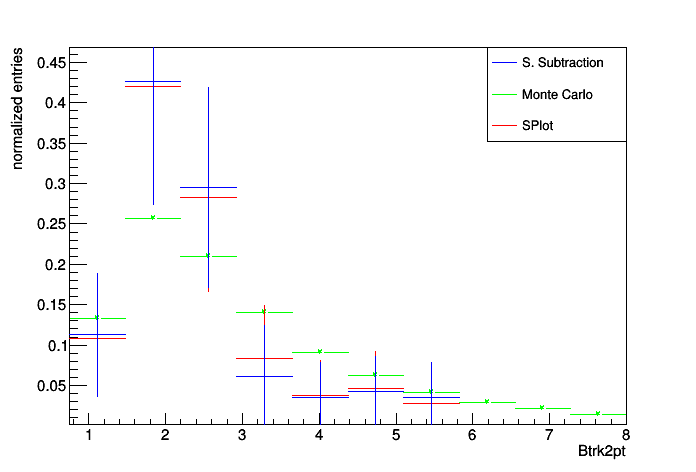 normalized entries
0.45
0.4
0.35
0.3
0.25
0.2
0.15
0.1
0.05
S. Subtraction
Monte Carlo
SPlot
1 2 3 4 5 6 7 8
Btrk2pt